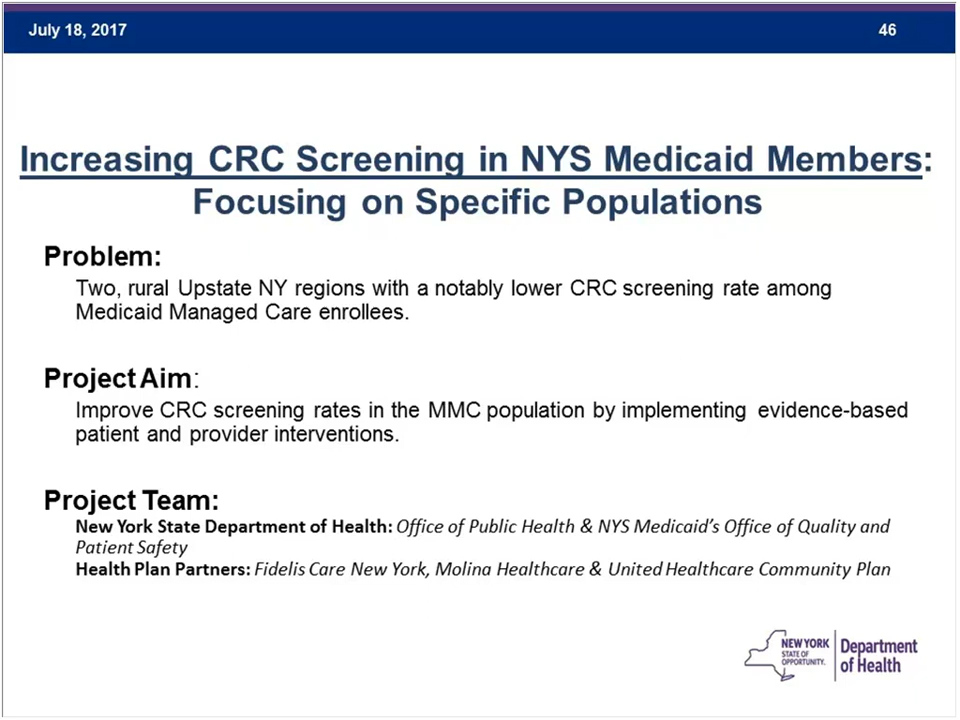 July 18, 2017 46
Increasing CRC Screening in NYS Medicaid Members:
Focusing on Specific Populations
Problem:
Two, rural Upstate NY regions with a notably lower CRC screening rate among
Medicaid Managed Care enrollees.
Project Aim:
Improve CRC screening rates in the MMC population by implementing evidence-based
patient and provider interventions.
Project Team:
New York State Department of Health: Office of Public Health & NYS Medicaid’s Office of Quality and
Patient Safety
Health Plan Partners: Fidelis Care New York, Molina Healthcare & United Healthcare Community Plan
NEW YORK
STATE OF
OPPORTUNITY.
Department
of Health